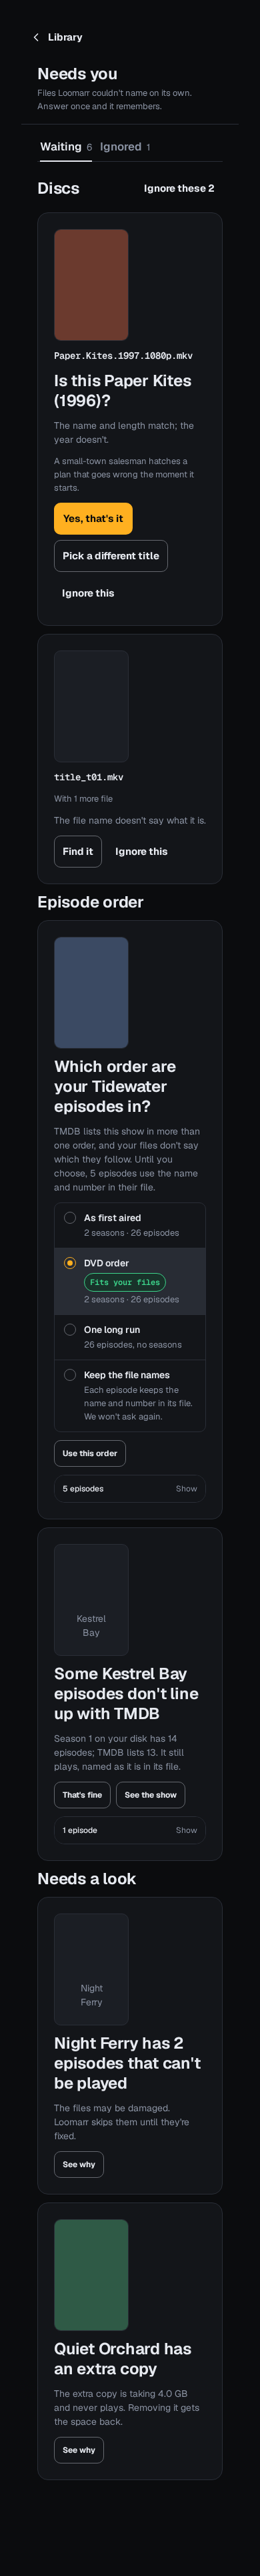 Library
Needs you
Files Loomarr couldn't name on its own.
Answer once and it remembers.
Waiting 6 Ignored 1
Discs Ignore these 2
Paper.Kites.1997.1080p.mkv
Is this Paper Kites
(1996)?
The name and length match; the
year doesn't.
A small-town salesman hatches a
plan that goes wrong the moment it
starts.
Yes, that's it
Pick a different title
Ignore this
title_t01.mkv
With 1 more file
The file name doesn't say what it is.
Find it Ignore this
Episode order
Which order are
your Tidewater
episodes in?
TMDB lists this show in more than
one order, and your files don't say
which they follow. Until you
choose, 5 episodes use the name
and number in their file.
As first aired
2 seasons · 26 episodes
DVD order
Fits your files
2 seasons · 26 episodes
One long run
26 episodes, no seasons
Keep the file names
Each episode keeps the
name and number in its file.
We won't ask again.
Use this order
5 episodes Show
Kestrel
Bay
Some Kestrel Bay
episodes don't line
up with TMDB
Season 1 on your disk has 14
episodes; TMDB lists 13. It still
plays, named as it is in its file.
That's fine See the show
1 episode Show
Needs a look
Night
Ferry
Night Ferry has 2
episodes that can't
be played
The files may be damaged.
Loomarr skips them until they're
fixed.
See why
Quiet Orchard has
an extra copy
The extra copy is taking 4.0 GB
and never plays. Removing it gets
the space back.
See why